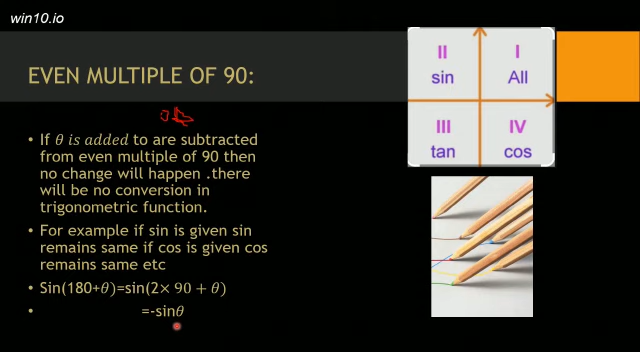 win10.io
EVEN MULTIPLE OF 90:
II
I
sin
All
III
IV
tan
cos
• If θ is added to are subtracted
from even multiple of 90 then
no change will happen .there
will be no conversion in
trigonometric function.
• For example if sin is given sin
remains same if cos is given cos
remains same etc
• Sin(180+θ)=sin(2× 90 + θ)
• =-sinθ